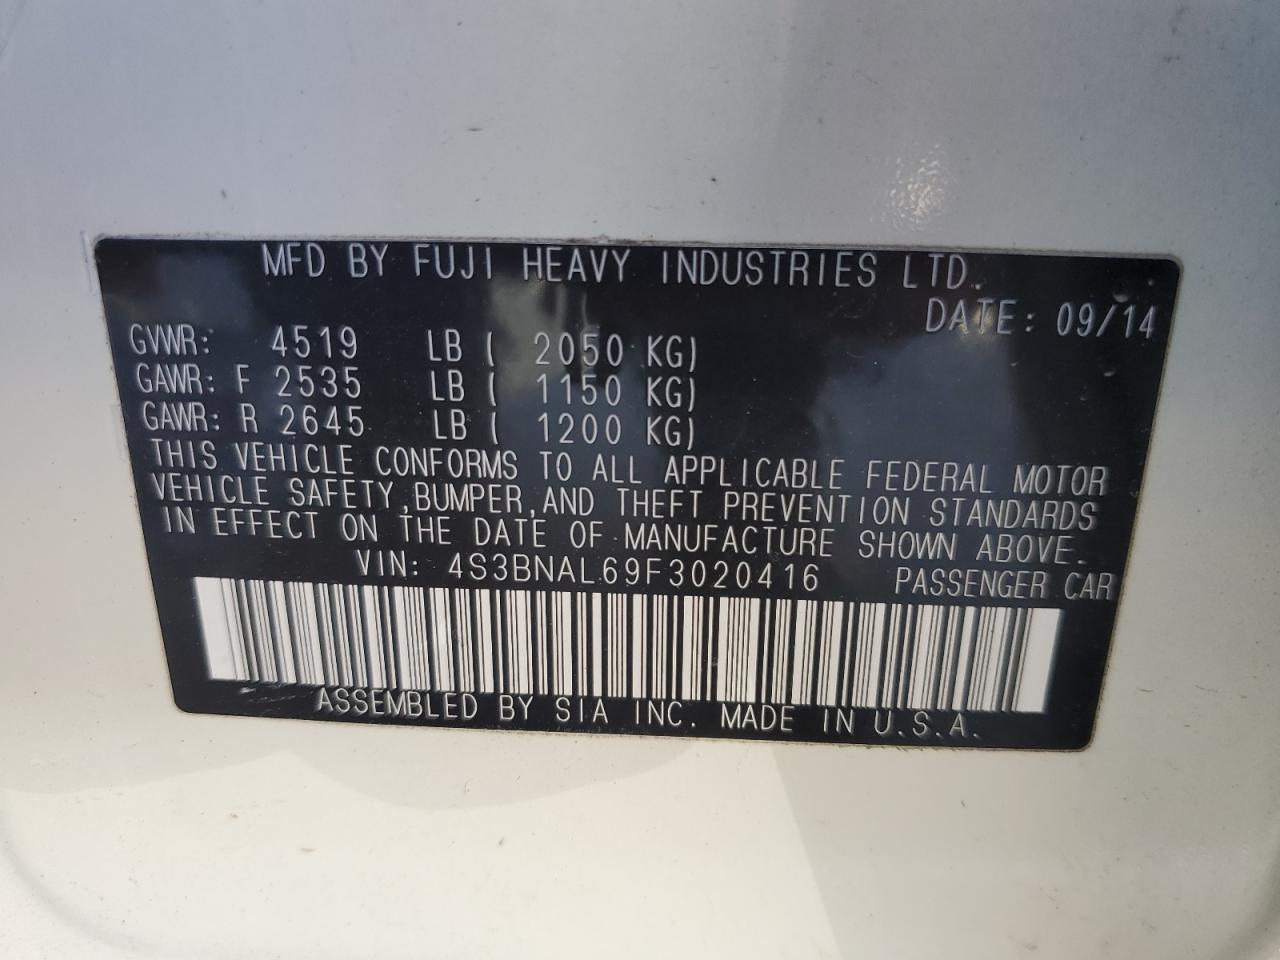 MFD BY FUJI HEAVY INDUSTRIES LTD.
DATE: 09/14
GVWR: 4519 LB ( 2050 KG)
GAWR: F 2535 LB ( 1150 KG)
GAWR: R 2645 LB ( 1200 KG)
THIS VEHICLE CONFORMS TO ALL APPLICABLE FEDERAL MOTOR
VEHICLE SAFETY,BUMPER,AND THEFT PREVENTION STANDARDS
IN EFFECT ON THE DATE OF MANUFACTURE SHOWN ABOVE.
VIN: 4S3BNAL69F3020416 PASSENGER CAR
ASSEMBLED BY SIA INC. MADE IN U.S.A.